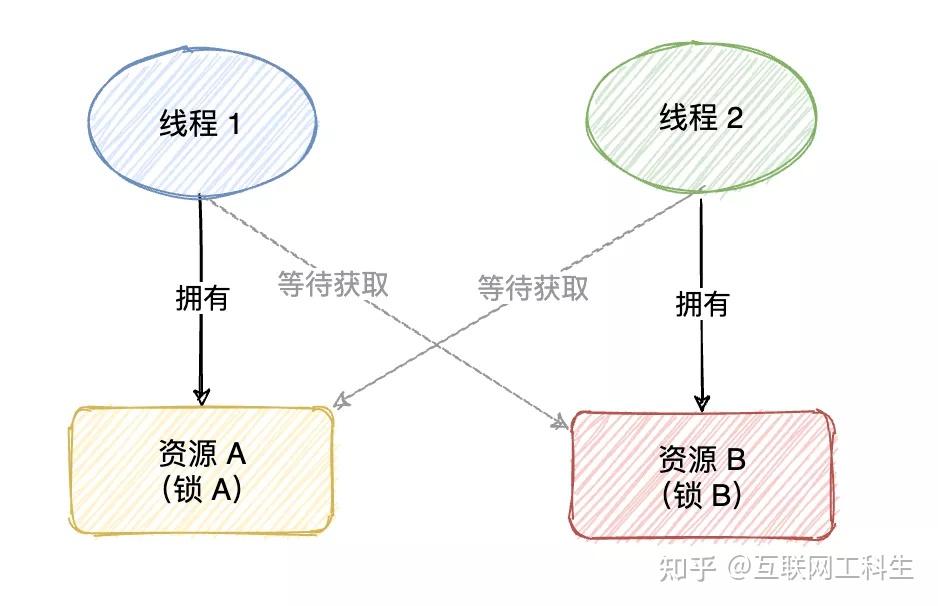 线程 1
线程 2
等待获取
等待获取
拥有
拥有
资源 A
(锁 A)
资源 B
(锁 B)
知乎 @互联网工科生